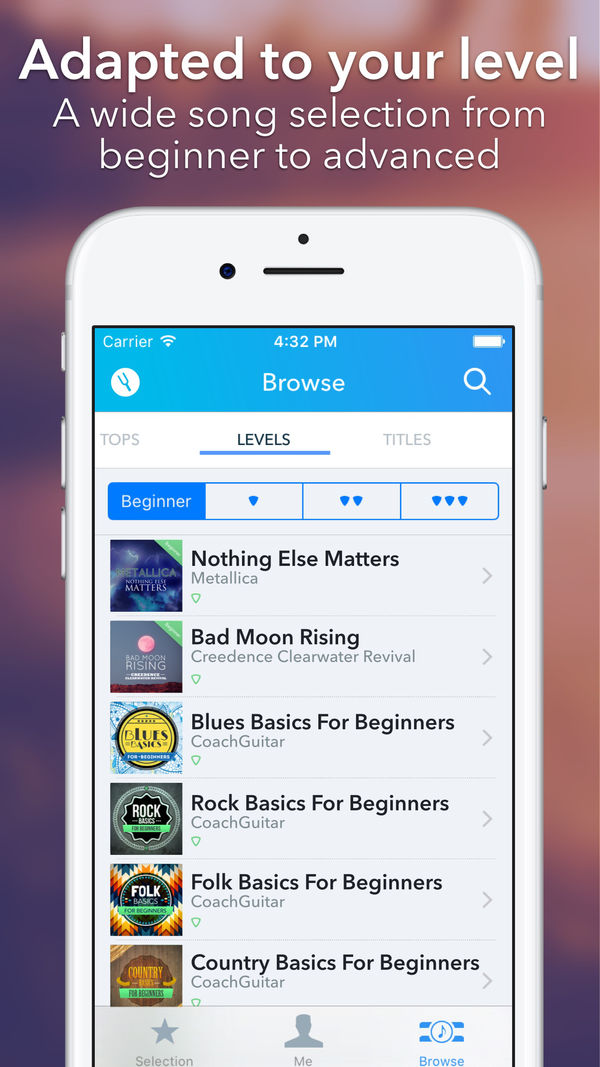 Adapted to your level
A wide song selection from
beginner to advanced
Carrier 4:32 PM
Browse
TOPS LEVELS TITLES
Beginner
Beginner
METALLICA
NOTHING ELSE
MATTERS
Nothing Else Matters
Metallica
Beginner
BAD MOON
RISING
CREEDENCE
CLEARWATER REVIVAL
Bad Moon Rising
Creedence Clearwater Revival
BLUES
BASICS
FOR-BEGINNERS
Blues Basics For Beginners
CoachGuitar
ROCK
BASICS
FOR BEGINNERS
Rock Basics For Beginners
CoachGuitar
FOLK
BASICS
FOR BEGINNERS
Folk Basics For Beginners
CoachGuitar
COUNTRY
BASICS
FOR BEGINNERS
Country Basics For Beginners
CoachGuitar
Selection Me Browse